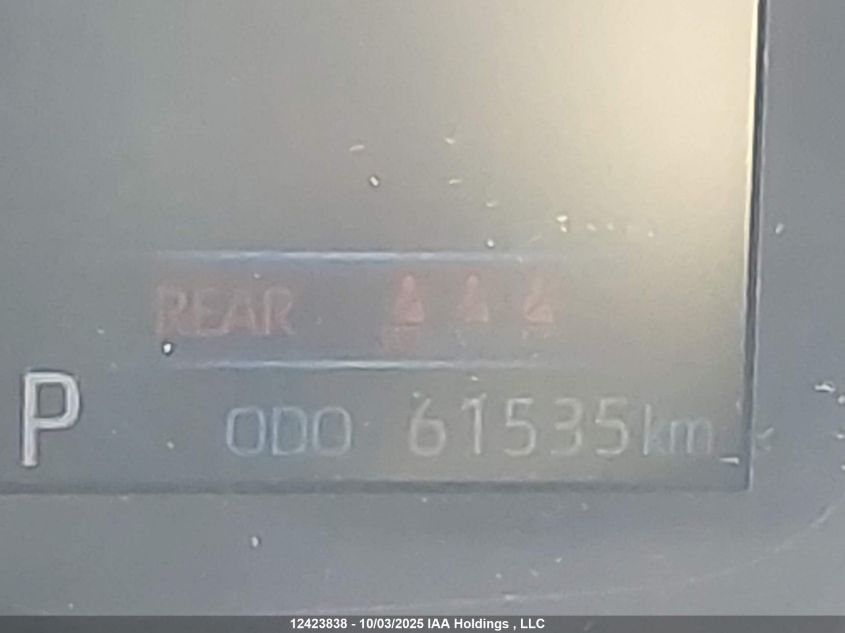 REAR
P ODO 61535km
12423838 - 10/03/2025 IAA Holdings , LLC